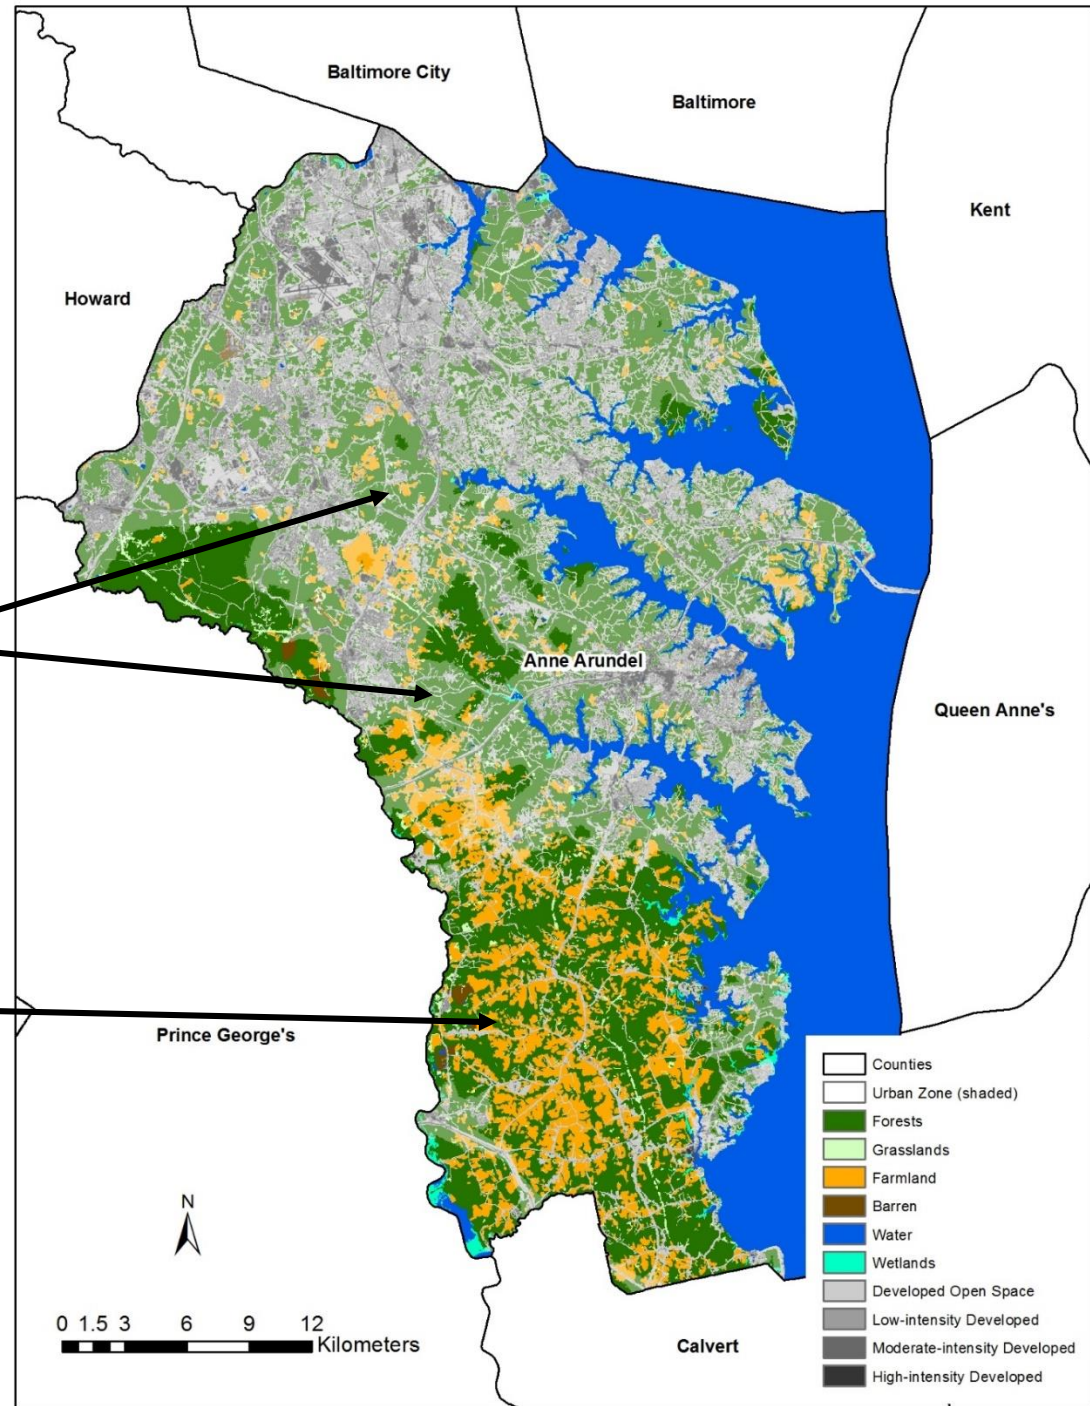 Baltimore City
Baltimore
Kent
Howard
Anne Arundel
Queen Anne's
Prince George's
Counties
Urban Zone (shaded)
Forests
Grasslands
Farmland
Barren
Water
Wetlands
Developed Open Space
Low-intensity Developed
Moderate-intensity Developed
High-intensity Developed
N
0 1.5 3 6 9 12
Kilometers
Calvert